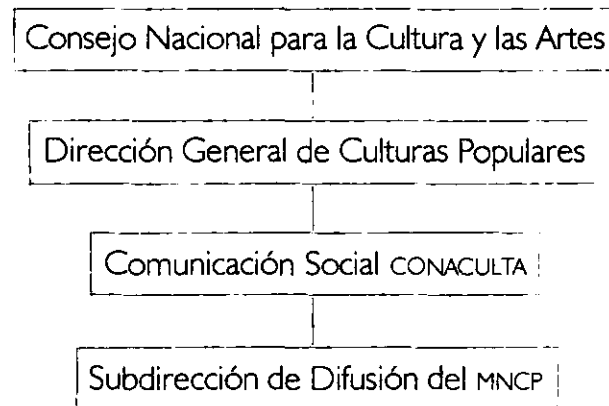 Consejo Nacional para la Cultura y las Artes
Dirección General de Culturas Populares
Comunicación Social CONACULTA
Subdirección de Difusión del MNCP